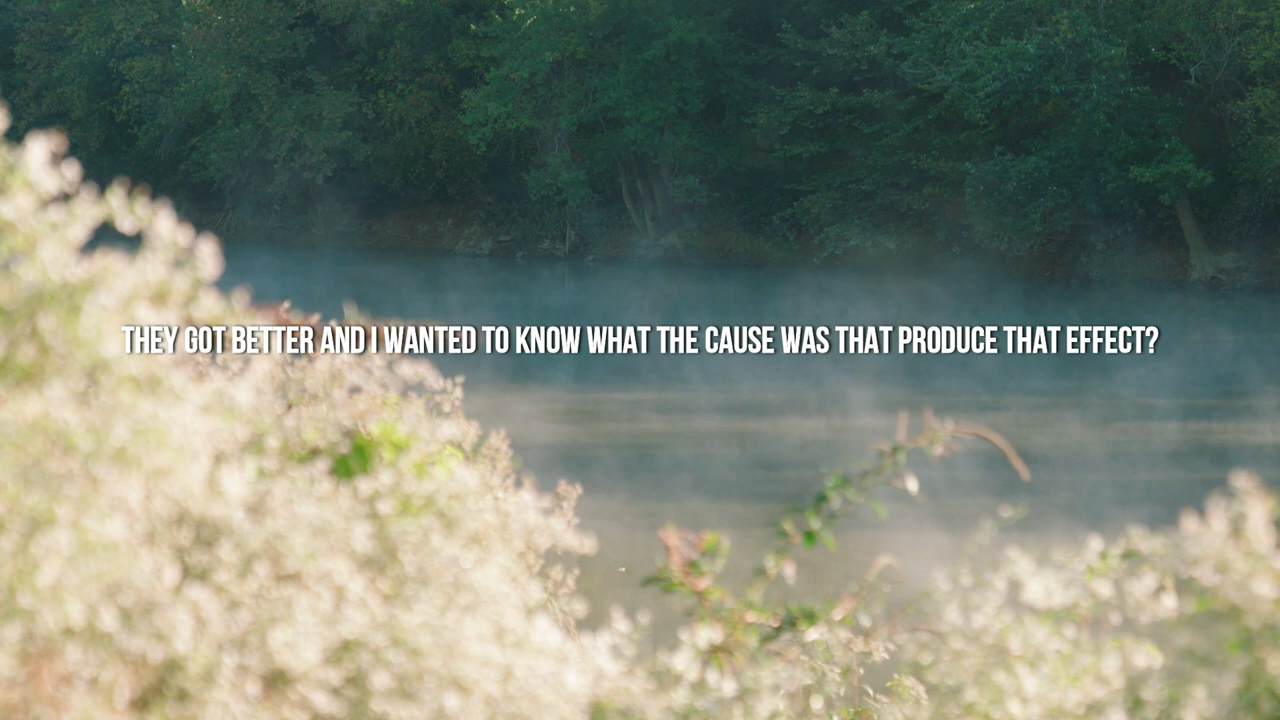 THEY GOT BETTER AND I WANTED TO KNOW WHAT THE CAUSE WAS THAT PRODUCE THAT EFFECT?